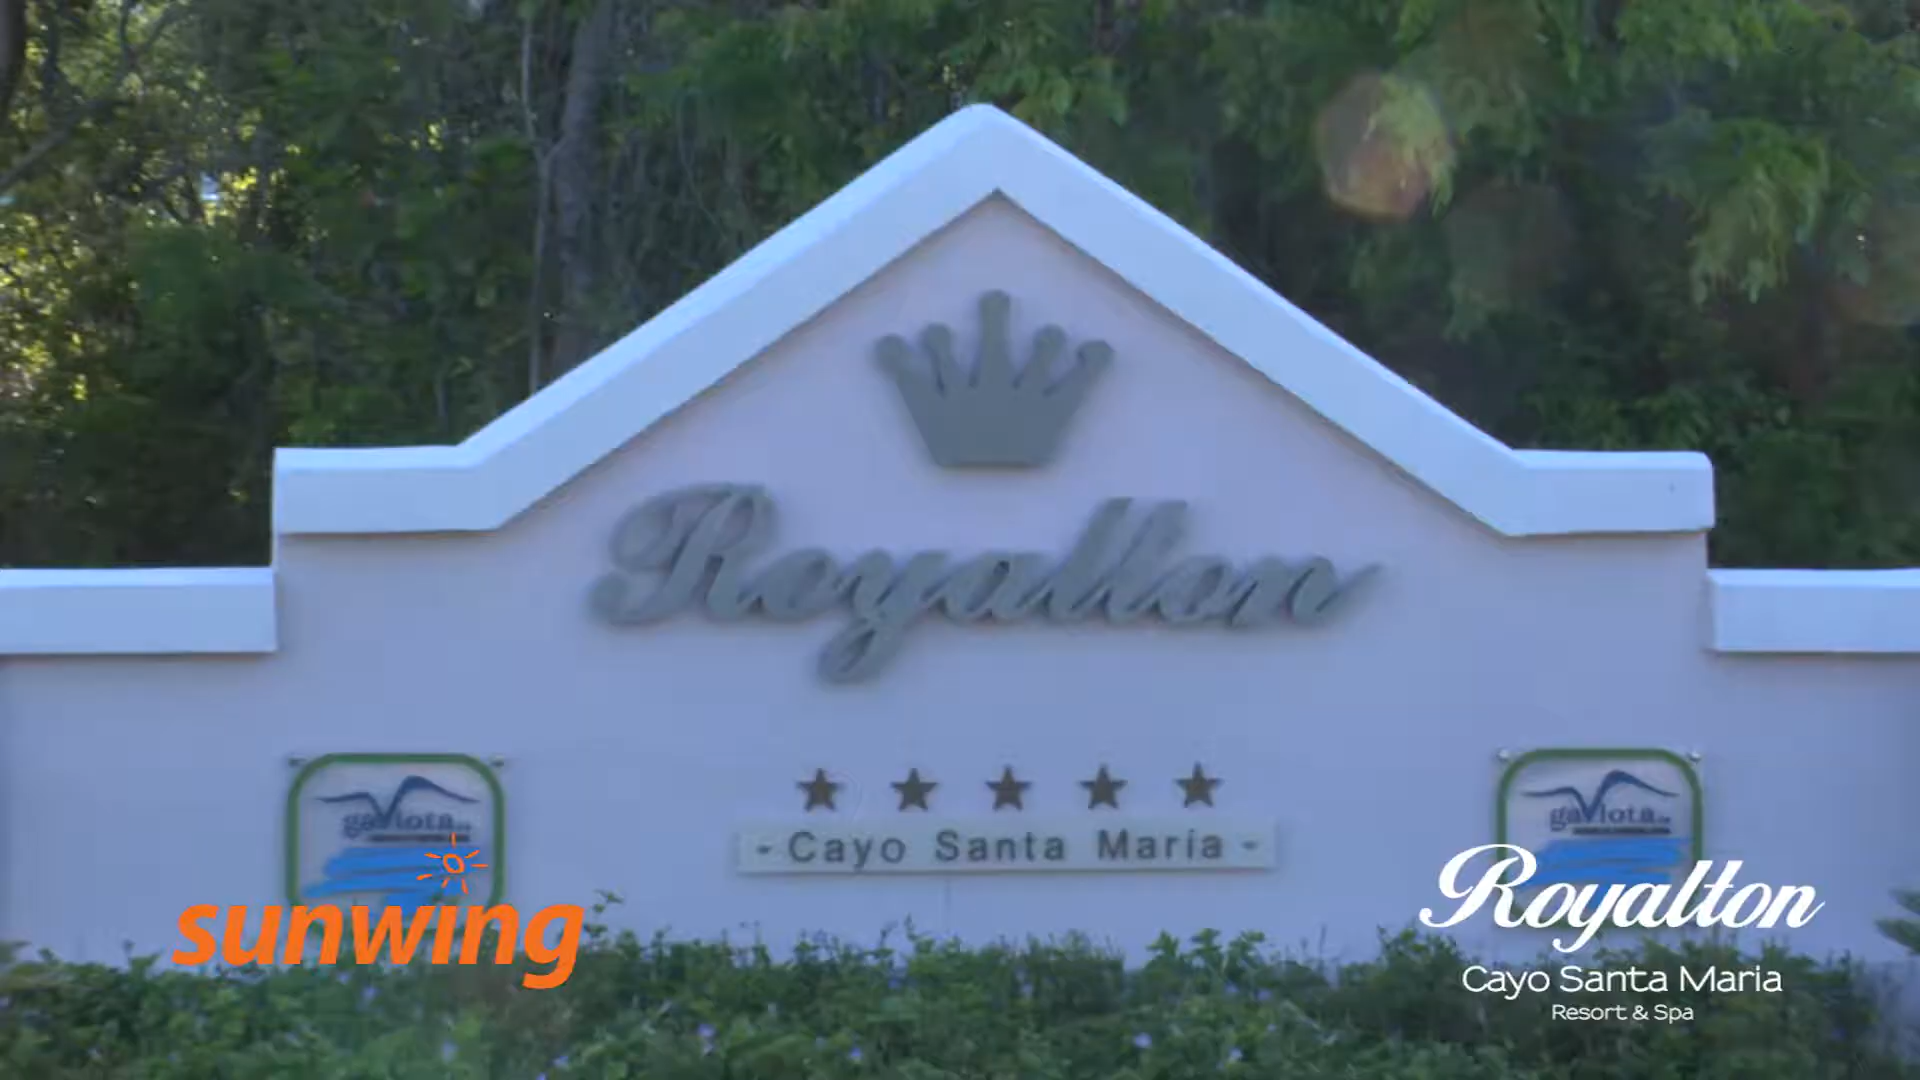 Royalton
- Cayo Santa María -
gaviota
gaviota
sunwing
Royalton
Cayo Santa Maria
Resort & Spa